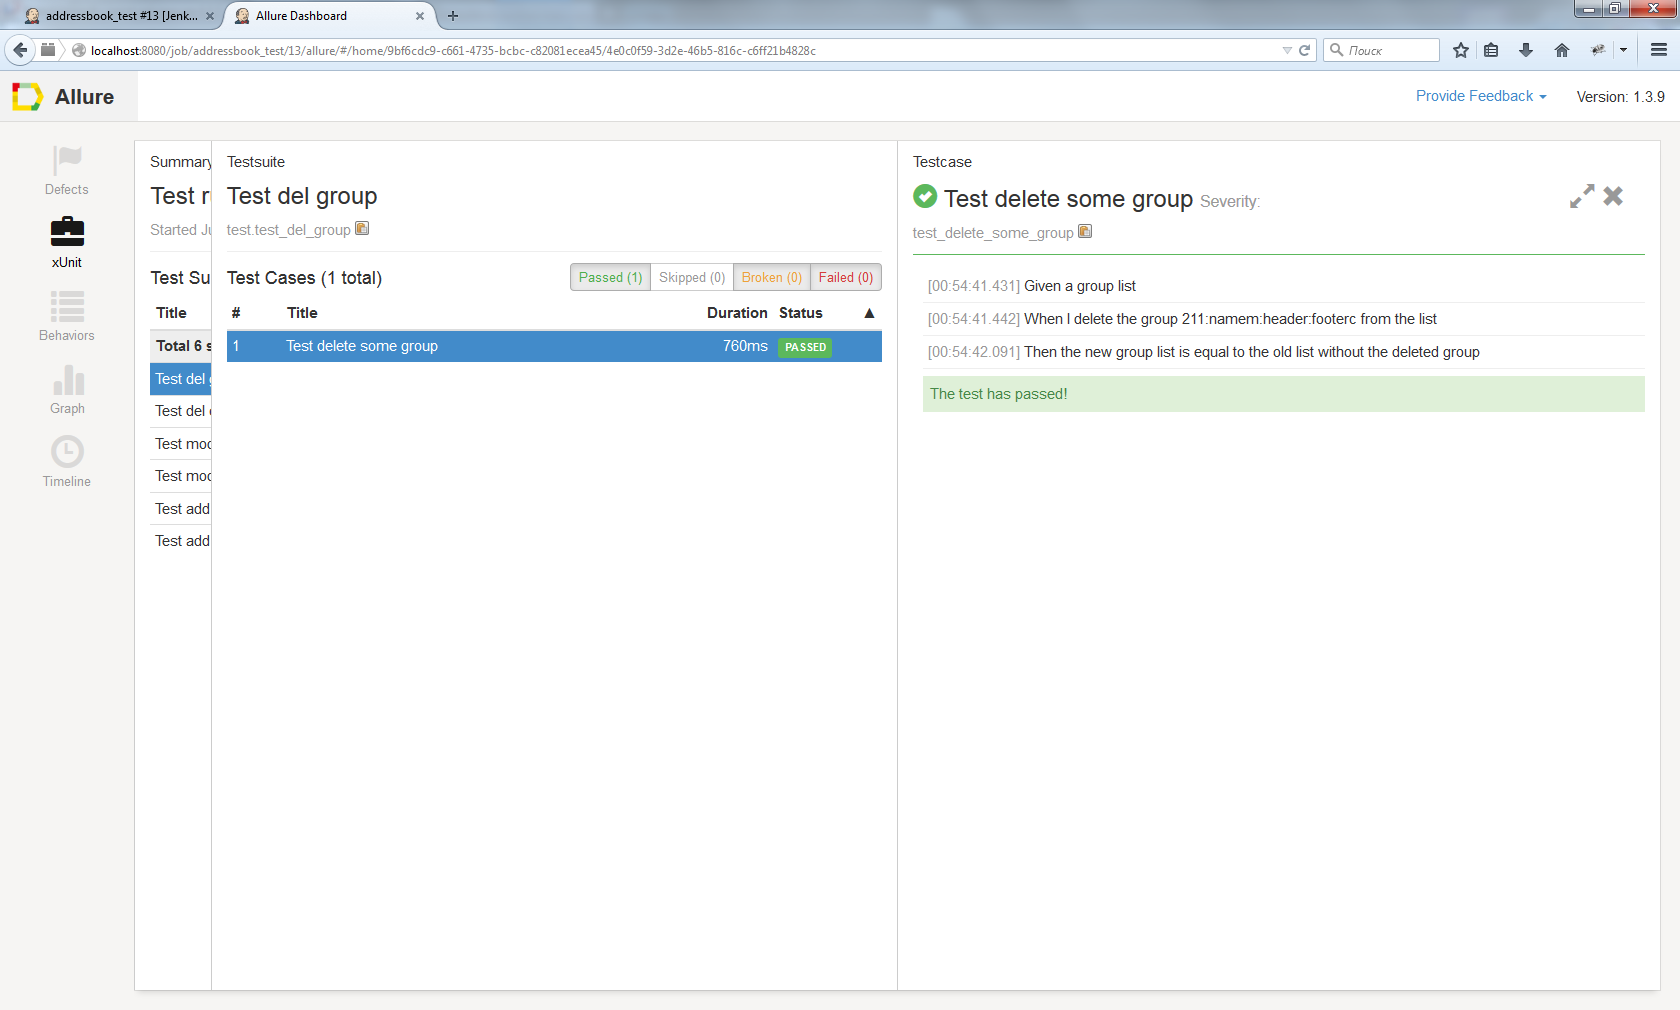 addressbook_test #13 [Jenk...
Allure Dashboard
localhost:8080/job/addressbook_test/13/allure/#/home/9bf6cdc9-c661-4735-bcbc-c82081ecea45/4e0c0f59-3d2e-46b5-816c-c6ff21b4828c
Поиск
Allure
Provide Feedback
Version: 1.3.9
Defects
xUnit
Behaviors
Graph
Timeline
Summary
Test ru
Started Ju
Test Su
Title
Total 6 s
Test del g
Test del c
Test mod
Test mod
Test add
Test add
Testsuite
Test del group
test.test_del_group
Test Cases (1 total)
Passed (1) Skipped (0) Broken (0) Failed (0)
# Title Duration Status ▲
1 Test delete some group 760ms PASSED
Testcase
Test delete some group Severity:
test_delete_some_group
[00:54:41.431] Given a group list
[00:54:41.442] When I delete the group 211:namem:header:footerc from the list
[00:54:42.091] Then the new group list is equal to the old list without the deleted group
The test has passed!